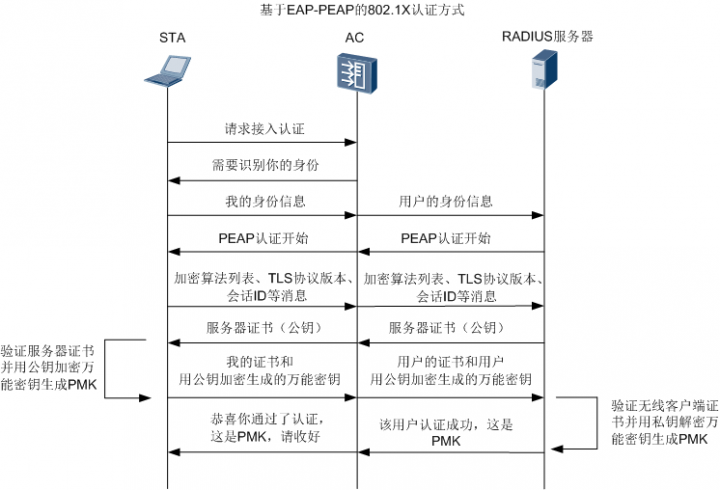 基于EAP-PEAP的802.1X认证方式
STA
AC
RADIUS服务器
请求接入认证
需要识别你的身份
我的身份信息
用户的身份信息
PEAP认证开始
PEAP认证开始
加密算法列表、TLS协议版本、
会话ID等消息
加密算法列表、TLS协议版本、
会话ID等消息
服务器证书（公钥）
服务器证书（公钥）
验证服务器证书
并用公钥加密万
能密钥生成PMK
我的证书和
用公钥加密生成的万能密钥
用户的证书和用户
用公钥加密生成的万能密钥
验证无线客户端证
书并用私钥解密万
能密钥生成PMK
恭喜你通过了认证，
这是PMK，请收好
该用户认证成功，这是
PMK